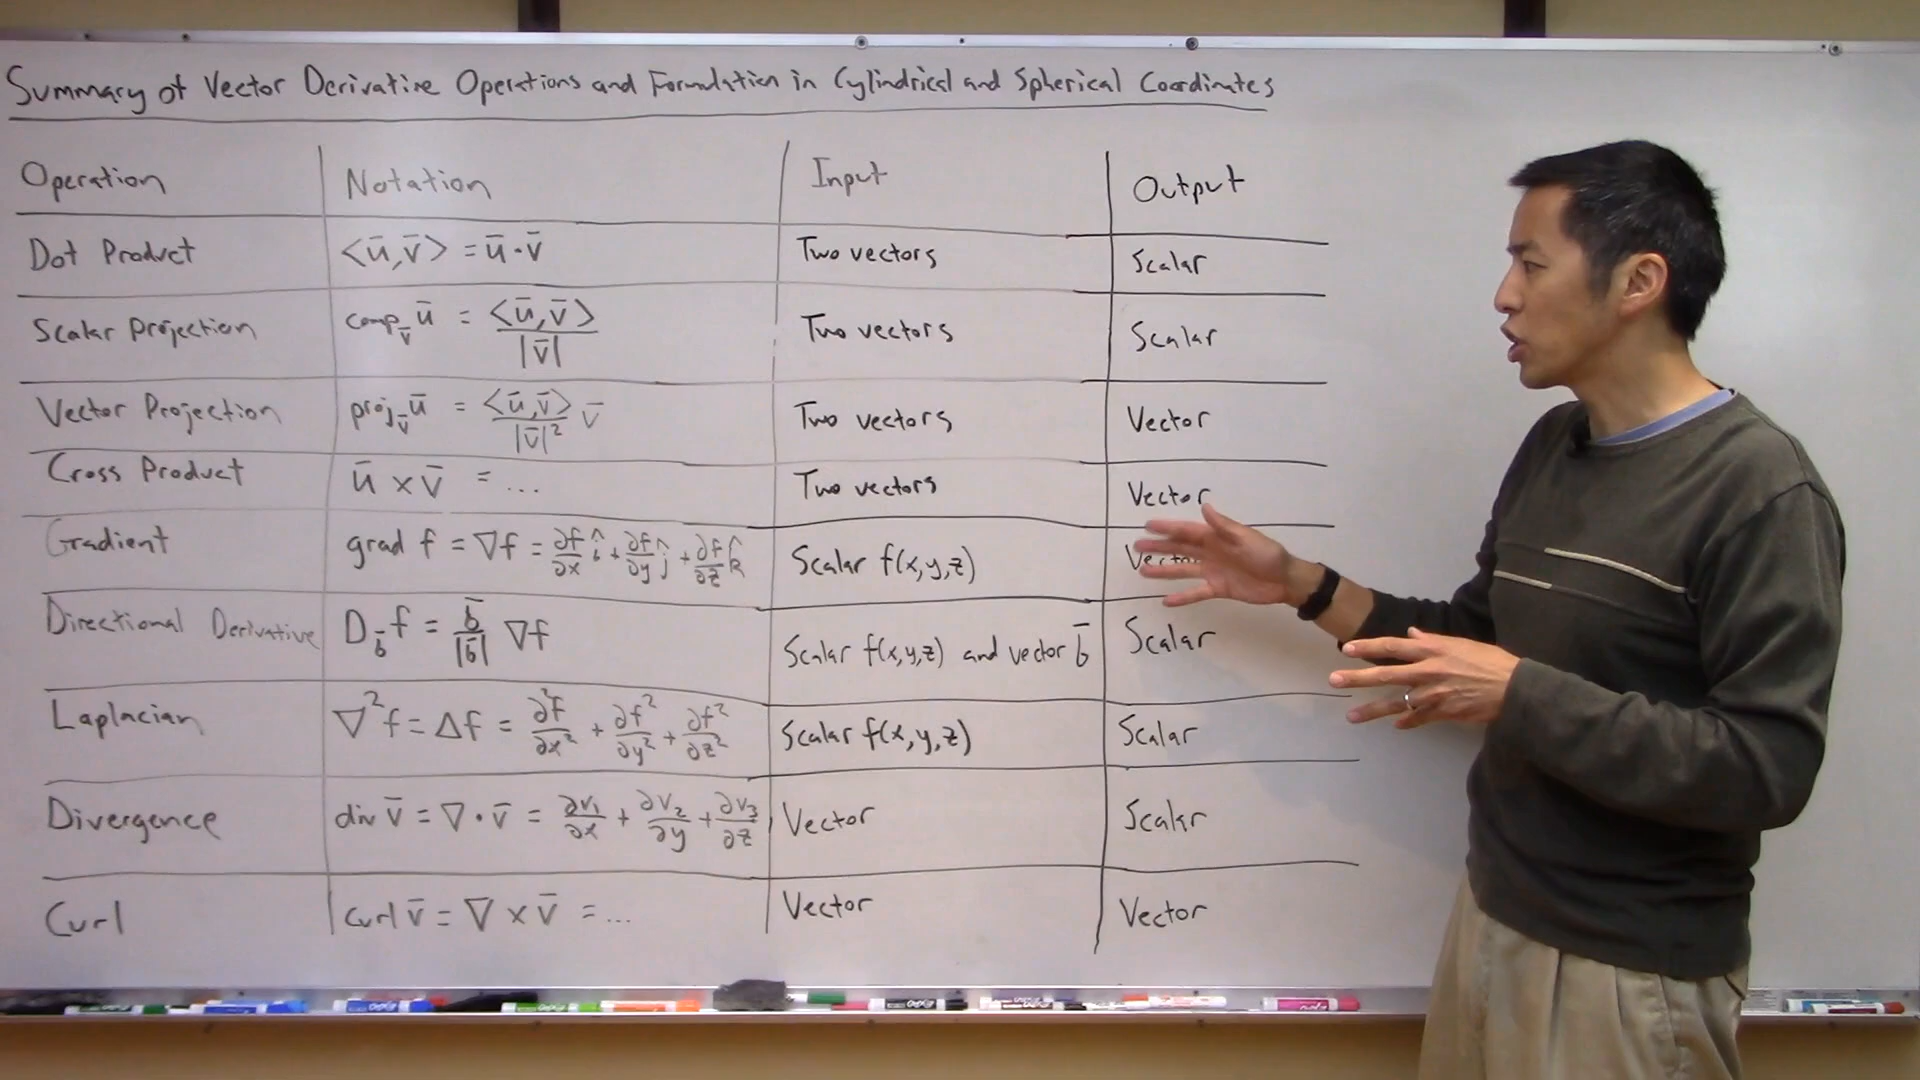 Summary of Vector Derivative Operations and Formulation in Cylindrical and Spherical Coordinates
Operation Notation Input Output
Dot Product <ū,v̄> = ū·v̄ Two vectors Scalar
Scalar Projection comp_v̄ ū = <ū,v̄>/|v̄| Two vectors Scalar
Vector Projection proj_v̄ ū = <ū,v̄>/|v̄|² v̄ Two vectors Vector
Cross Product ū × v̄ = ... Two vectors Vector
Gradient grad f = ∇f = ∂f/∂x î + ∂f/∂y ĵ + ∂f/∂z k̂ Scalar f(x,y,z) Vector
Directional Derivative D_b̄ f = b̄/|b̄| ∇f Scalar f(x,y,z) and vector b̄ Scalar
Laplacian ∇²f = Δf = ∂²f/∂x² + ∂f²/∂y² + ∂f²/∂z² Scalar f(x,y,z) Scalar
Divergence div v̄ = ∇·v̄ = ∂v₁/∂x + ∂v₂/∂y + ∂v₃/∂z Vector Scalar
Curl curl v̄ = ∇ × v̄ = ... Vector Vector